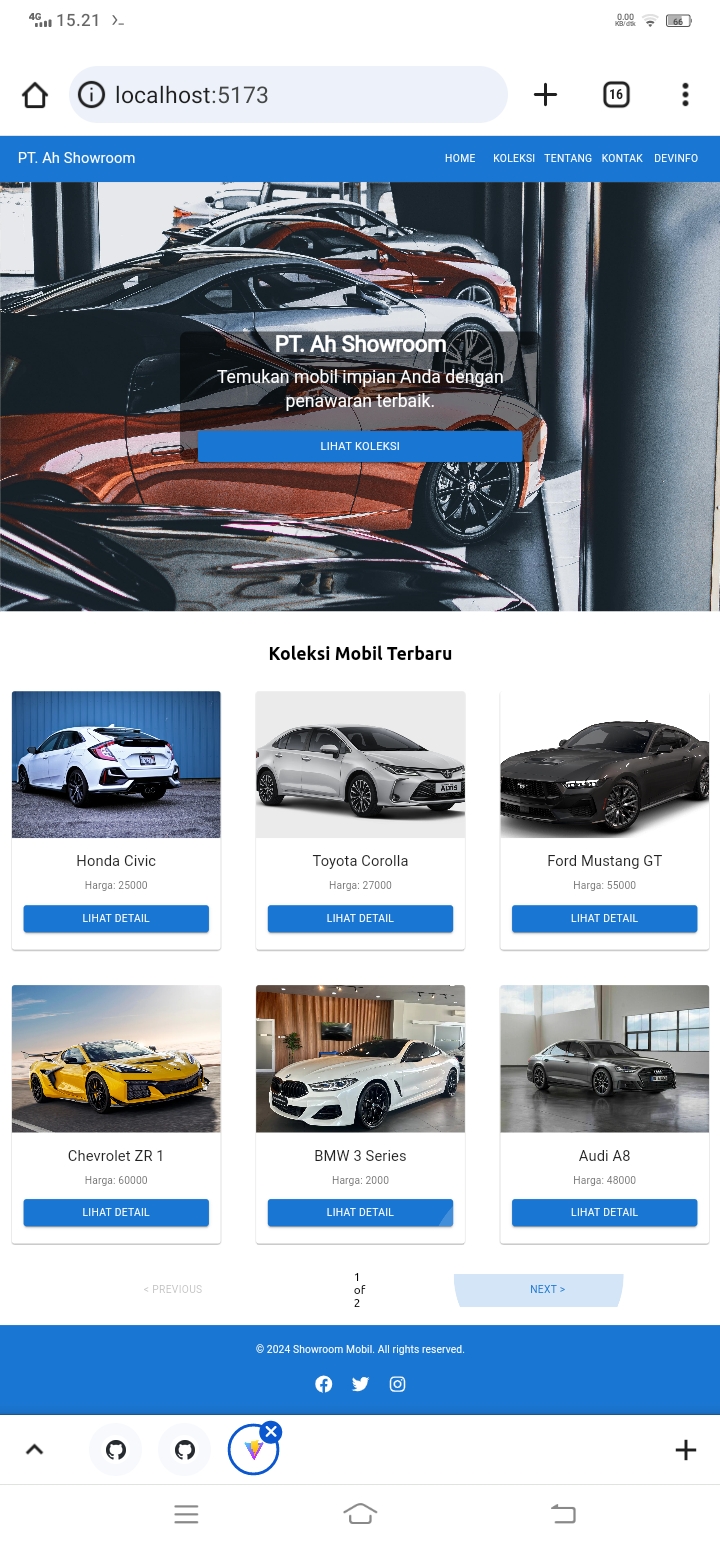 4G 15.21 0.00 KB/dtk 66
localhost:5173 16
PT. Ah Showroom HOME KOLEKSI TENTANG KONTAK DEVINFO
PT. Ah Showroom
Temukan mobil impian Anda dengan
penawaran terbaik.
LIHAT KOLEKSI
Koleksi Mobil Terbaru
ALTIS
Honda Civic Toyota Corolla Ford Mustang GT
Harga: 25000 Harga: 27000 Harga: 55000
LIHAT DETAIL LIHAT DETAIL LIHAT DETAIL
Chevrolet ZR 1 BMW 3 Series Audi A8
Harga: 60000 Harga: 2000 Harga: 48000
LIHAT DETAIL LIHAT DETAIL LIHAT DETAIL
< PREVIOUS 1 of 2 NEXT >
© 2024 Showroom Mobil. All rights reserved.